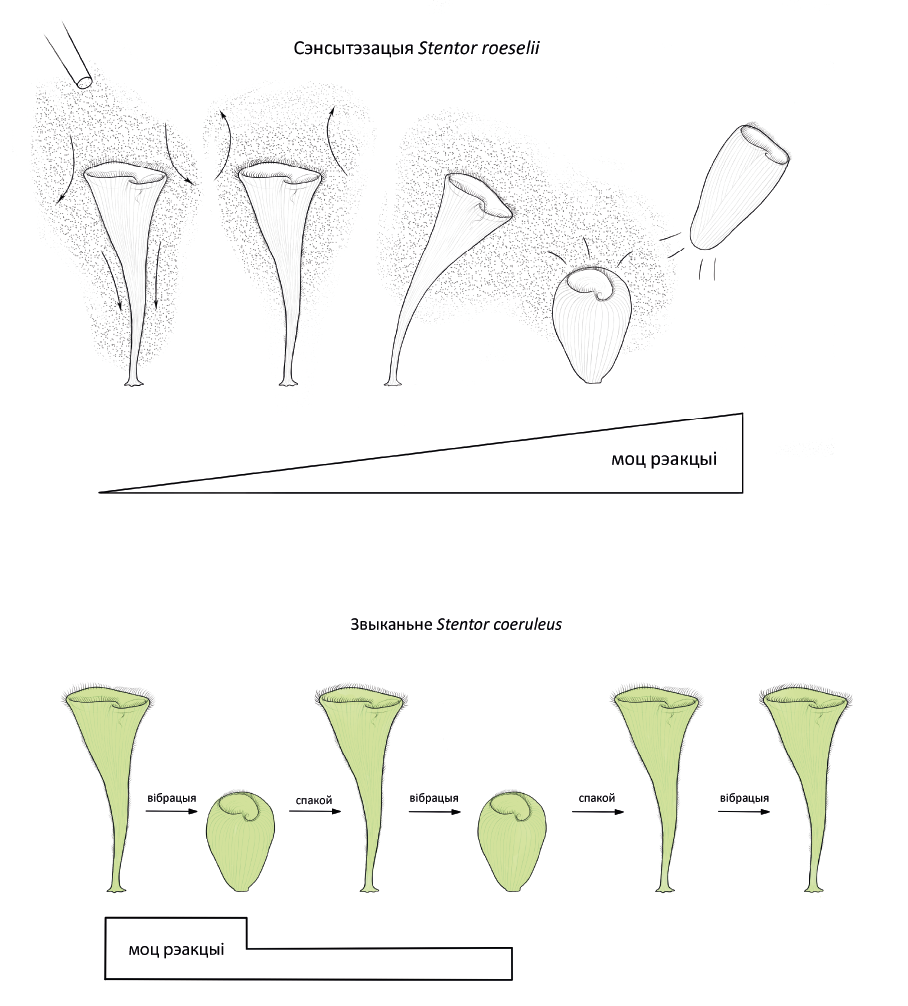 Сэнсытэзацыя Stentor roeselii
моц рэакцыі
Звыканьне Stentor coeruleus
вібрацыя
спакой
вібрацыя
спакой
вібрацыя
моц рэакцыі